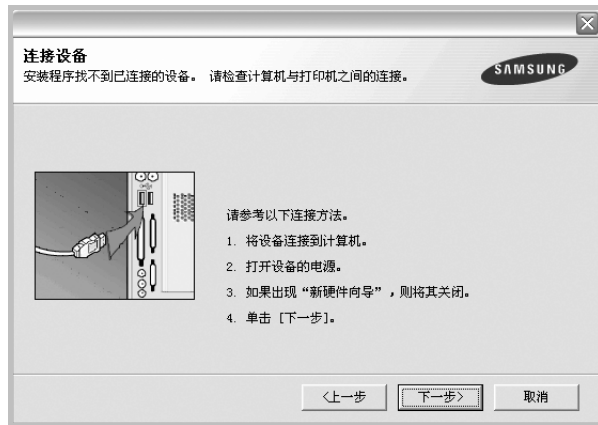 连接设备
安装程序找不到已连接的设备。 请检查计算机与打印机之间的连接。
SAMSUNG
请参考以下连接方法。
1. 将设备连接到计算机。
2. 打开设备的电源。
3. 如果出现“新硬件向导”，则将其关闭。
4. 单击 [下一步]。
<上一步
下一步>
取消